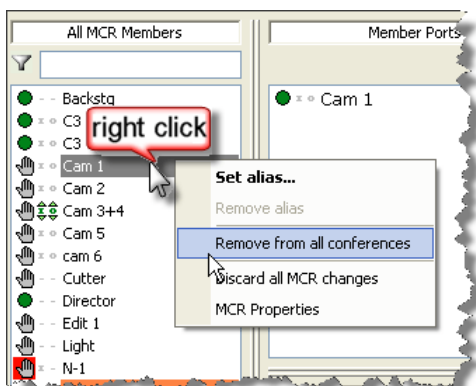 All MCR Members
Member Ports
Backstg
C3
C3
right click
Cam 1
Cam 1
Cam 2
Cam 3+4
Cam 5
cam 6
Cutter
Director
Edit 1
Light
N-1
Set alias...
Remove alias
Remove from all conferences
Discard all MCR changes
MCR Properties